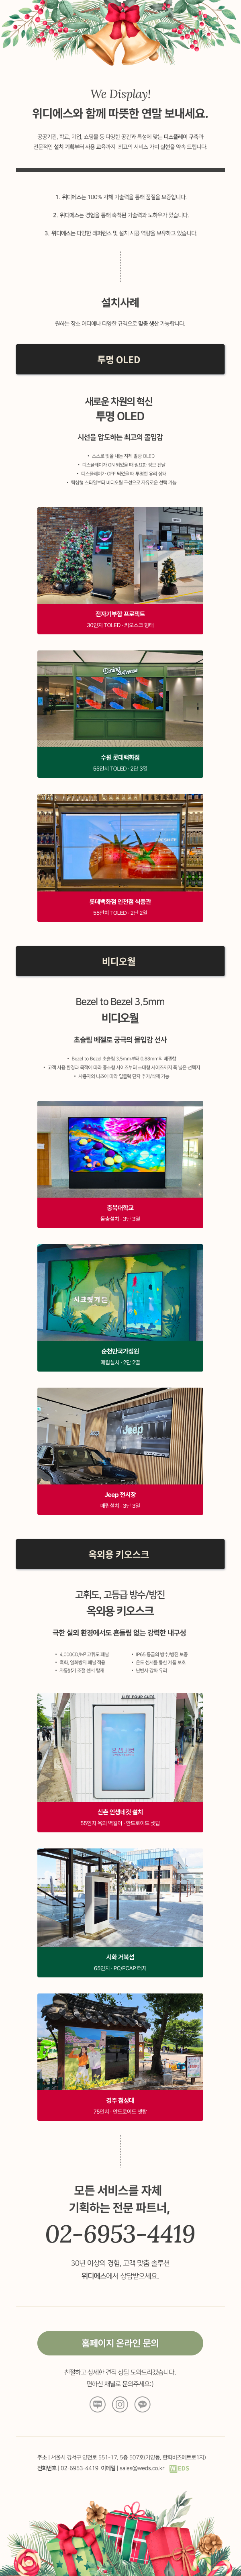 We Display!
위디에스와 함께 따뜻한 연말 보내세요.
공공기관, 학교, 기업, 쇼핑몰 등 다양한 공간과 특성에 맞는 디스플레이 구축과
전문적인 설치 기획부터 사용 교육까지 최고의 서비스 가치 실현을 약속 드립니다.
1. 위디에스는 100% 자체 기술력을 통해 품질을 보증합니다.
2. 위디에스는 경험을 통해 축적된 기술력과 노하우가 있습니다.
3. 위디에스는 다양한 레퍼런스 및 설치 시공 역량을 보유하고 있습니다.
설치사례
원하는 장소 어디에나 다양한 규격으로 맞춤 생산 가능합니다.
투명 OLED
새로운 차원의 혁신
투명 OLED
시선을 압도하는 최고의 몰입감
• 스스로 빛을 내는 자체 발광 OLED
• 디스플레이가 ON 되었을 때 필요한 정보 전달
• 디스플레이가 OFF 되었을 때 투명한 유리 상태
• 탁상형 스타일부터 비디오월 구성으로 자유로운 선택 가능
전자기부함 프로젝트
30인치 TOLED · 키오스크 형태
수원 롯데백화점
55인치 TOLED · 2단 3열
롯데백화점 인천점 식품관
55인치 TOLED · 2단 2열
비디오월
Bezel to Bezel 3.5mm
비디오월
초슬림 베젤로 궁극의 몰입감 선사
• Bezel to Bezel 초슬림 3.5mm부터 0.88mm의 베젤합
• 고객 사용 환경과 목적에 따라 중소형 사이즈부터 초대형 사이즈까지 폭 넓은 선택지
• 사용자의 니즈에 따라 입출력 단자 추가/삭제 가능
충북대학교
돌출설치 · 3단 3열
시크릿가든
순천만국가정원
매립설치 · 2단 2열
Jeep
Jeep 전시장
매립설치 · 3단 3열
옥외용 키오스크
고휘도, 고등급 방수/방진
옥외용 키오스크
극한 실외 환경에서도 흔들림 없는 강력한 내구성
• 4,000CD/M² 고휘도 패널
• 흑화, 열화방지 패널 적용
• 자동밝기 조절 센서 탑재
• IP65 등급의 방수/방진 보증
• 온도 센서를 통한 제품 보호
• 난반사 강화 유리
LIFE FOUR CUTS
신촌 인생네컷 설치
55인치 옥외 벽걸이 · 안드로이드 셋탑
시화 거북섬
65인치 · PC/PCAP 터치
경주 첨성대
75인치 · 안드로이드 셋탑
모든 서비스를 자체
기획하는 전문 파트너,
02-6953-4419
30년 이상의 경험, 고객 맞춤 솔루션
위디에스에서 상담받으세요.
홈페이지 온라인 문의
친절하고 상세한 견적 상담 도와드리겠습니다.
편하신 채널로 문의주세요:)
주소 | 서울시 강서구 양천로 551-17, 5층 507호(가양동, 한화비즈메트로1차)
전화번호 | 02-6953-4419 이메일 | sales@weds.co.kr WEDS